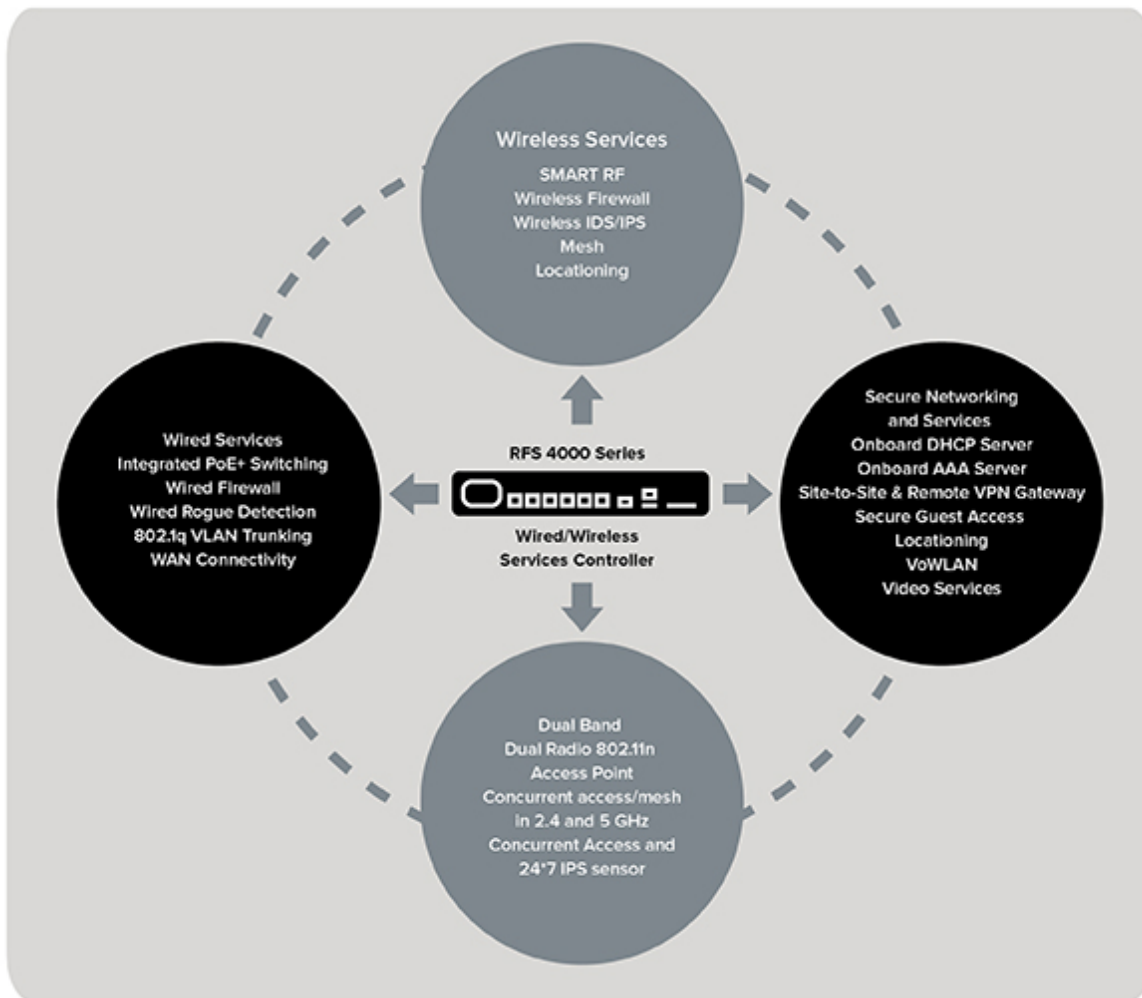 Wireless Services
SMART RF
Wireless Firewall
Wireless IDS/IPS
Mesh
Locationing
Wired Services
Integrated PoE+ Switching
Wired Firewall
Wired Rogue Detection
802.1q VLAN Trunking
WAN Connectivity
RFS 4000 Series
Wired/Wireless
Services Controller
Secure Networking
and Services
Onboard DHCP Server
Onboard AAA Server
Site-to-Site & Remote VPN Gateway
Secure Guest Access
Locationing
VoWLAN
Video Services
Dual Band
Dual Radio 802.11n
Access Point
Concurrent access/mesh
in 2.4 and 5 GHz
Concurrent Access and
24*7 IPS sensor